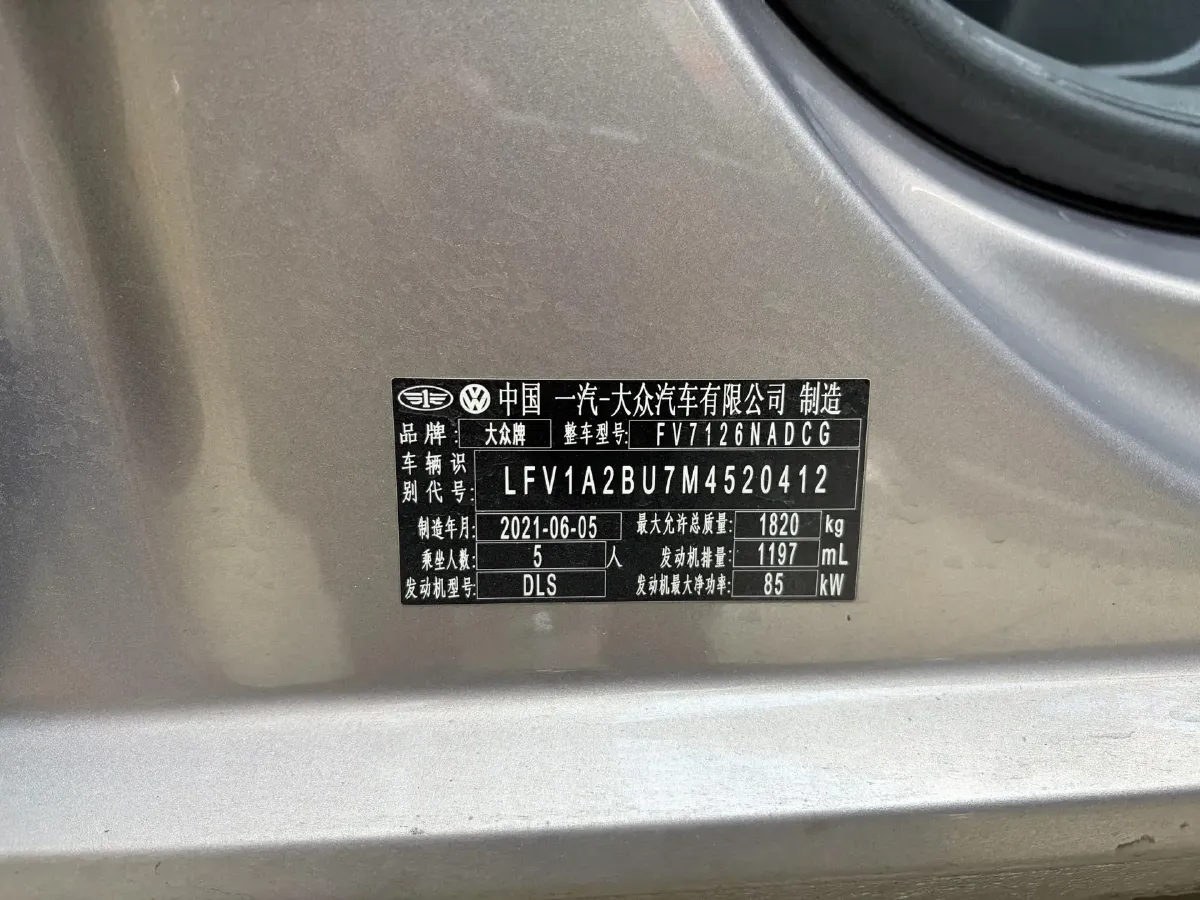 中国 一汽-大众汽车有限公司 制造
品牌: 大众牌 整车型号: FV7126NADCG
车辆识别代号: LFV1A2BU7M4520412
制造年月: 2021-06-05 最大允许总质量: 1820 kg
乘坐人数: 5 人 发动机排量: 1197 mL
发动机型号: DLS 发动机最大净功率: 85 kW